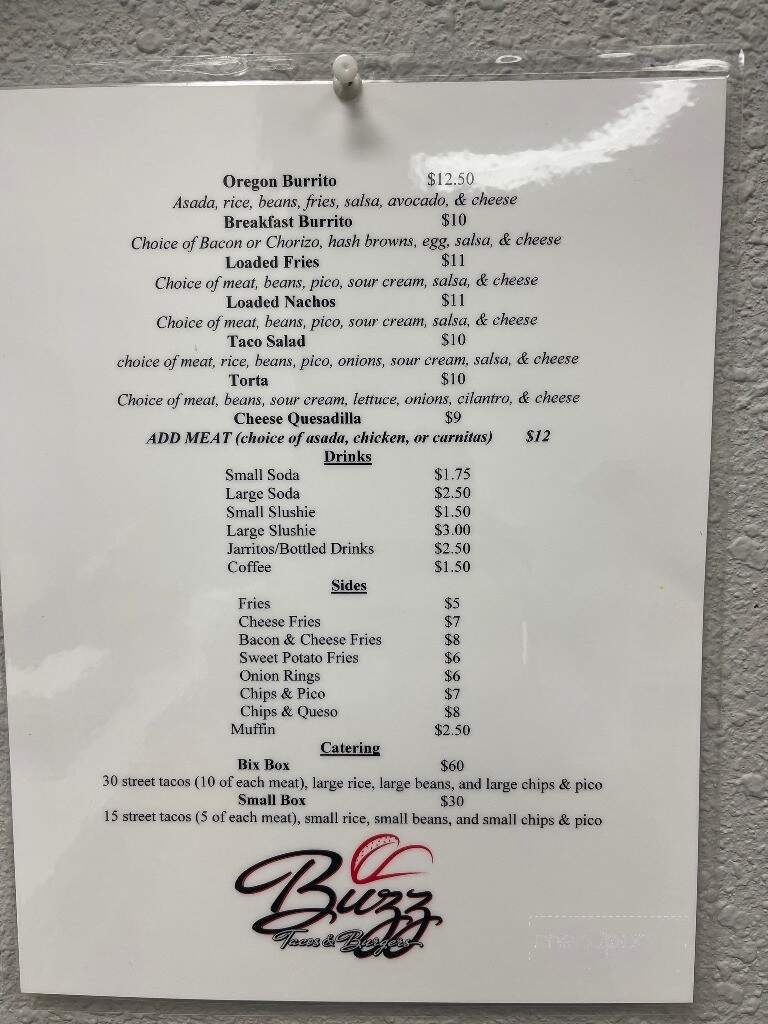 Oregon Burrito $12.50
Asada, rice, beans, fries, salsa, avocado, & cheese
Breakfast Burrito $10
Choice of Bacon or Chorizo, hash browns, egg, salsa, & cheese
Loaded Fries $11
Choice of meat, beans, pico, sour cream, salsa, & cheese
Loaded Nachos $11
Choice of meat, beans, pico, sour cream, salsa, & cheese
Taco Salad $10
choice of meat, rice, beans, pico, onions, sour cream, salsa, & cheese
Torta $10
Choice of meat, beans, sour cream, lettuce, onions, cilantro, & cheese
Cheese Quesadilla $9
ADD MEAT (choice of asada, chicken, or carnitas) $12
Drinks
Small Soda $1.75
Large Soda $2.50
Small Slushie $1.50
Large Slushie $3.00
Jarritos/Bottled Drinks $2.50
Coffee $1.50
Sides
Fries $5
Cheese Fries $7
Bacon & Cheese Fries $8
Sweet Potato Fries $6
Onion Rings $6
Chips & Pico $7
Chips & Queso $8
Muffin $2.50
Catering
Bix Box $60
30 street tacos (10 of each meat), large rice, large beans, and large chips & pico
Small Box $30
15 street tacos (5 of each meat), small rice, small beans, and small chips & pico
Buzz
Tacos & Burgers